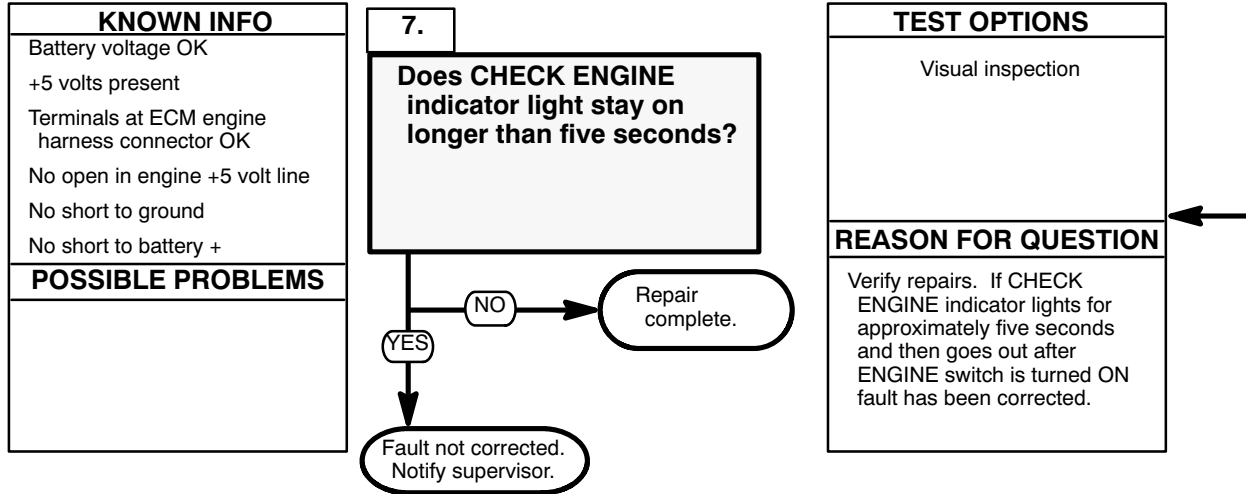 KNOWN INFO
Battery voltage OK
+5 volts present
Terminals at ECM engine
harness connector OK
No open in engine +5 volt line
No short to ground
No short to battery +
POSSIBLE PROBLEMS
7.
Does CHECK ENGINE
indicator light stay on
longer than five seconds?
NO
Repair
complete.
YES
Fault not corrected.
Notify supervisor.
TEST OPTIONS
Visual inspection
REASON FOR QUESTION
Verify repairs. If CHECK
ENGINE indicator lights for
approximately five seconds
and then goes out after
ENGINE switch is turned ON
fault has been corrected.